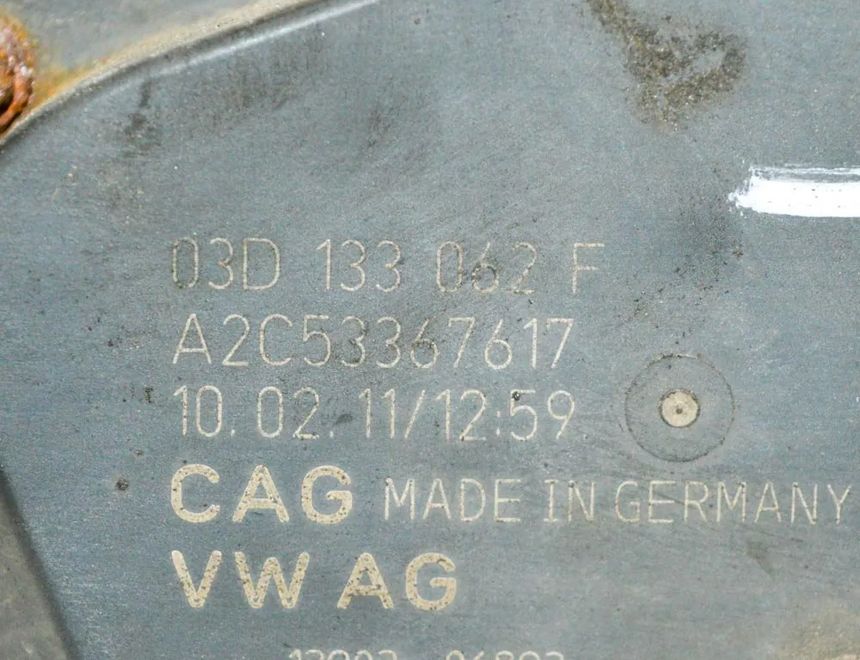 03D 133 062 F
A2C53367617
10.02.11/12:59
CAG MADE IN GERMANY
VW AG